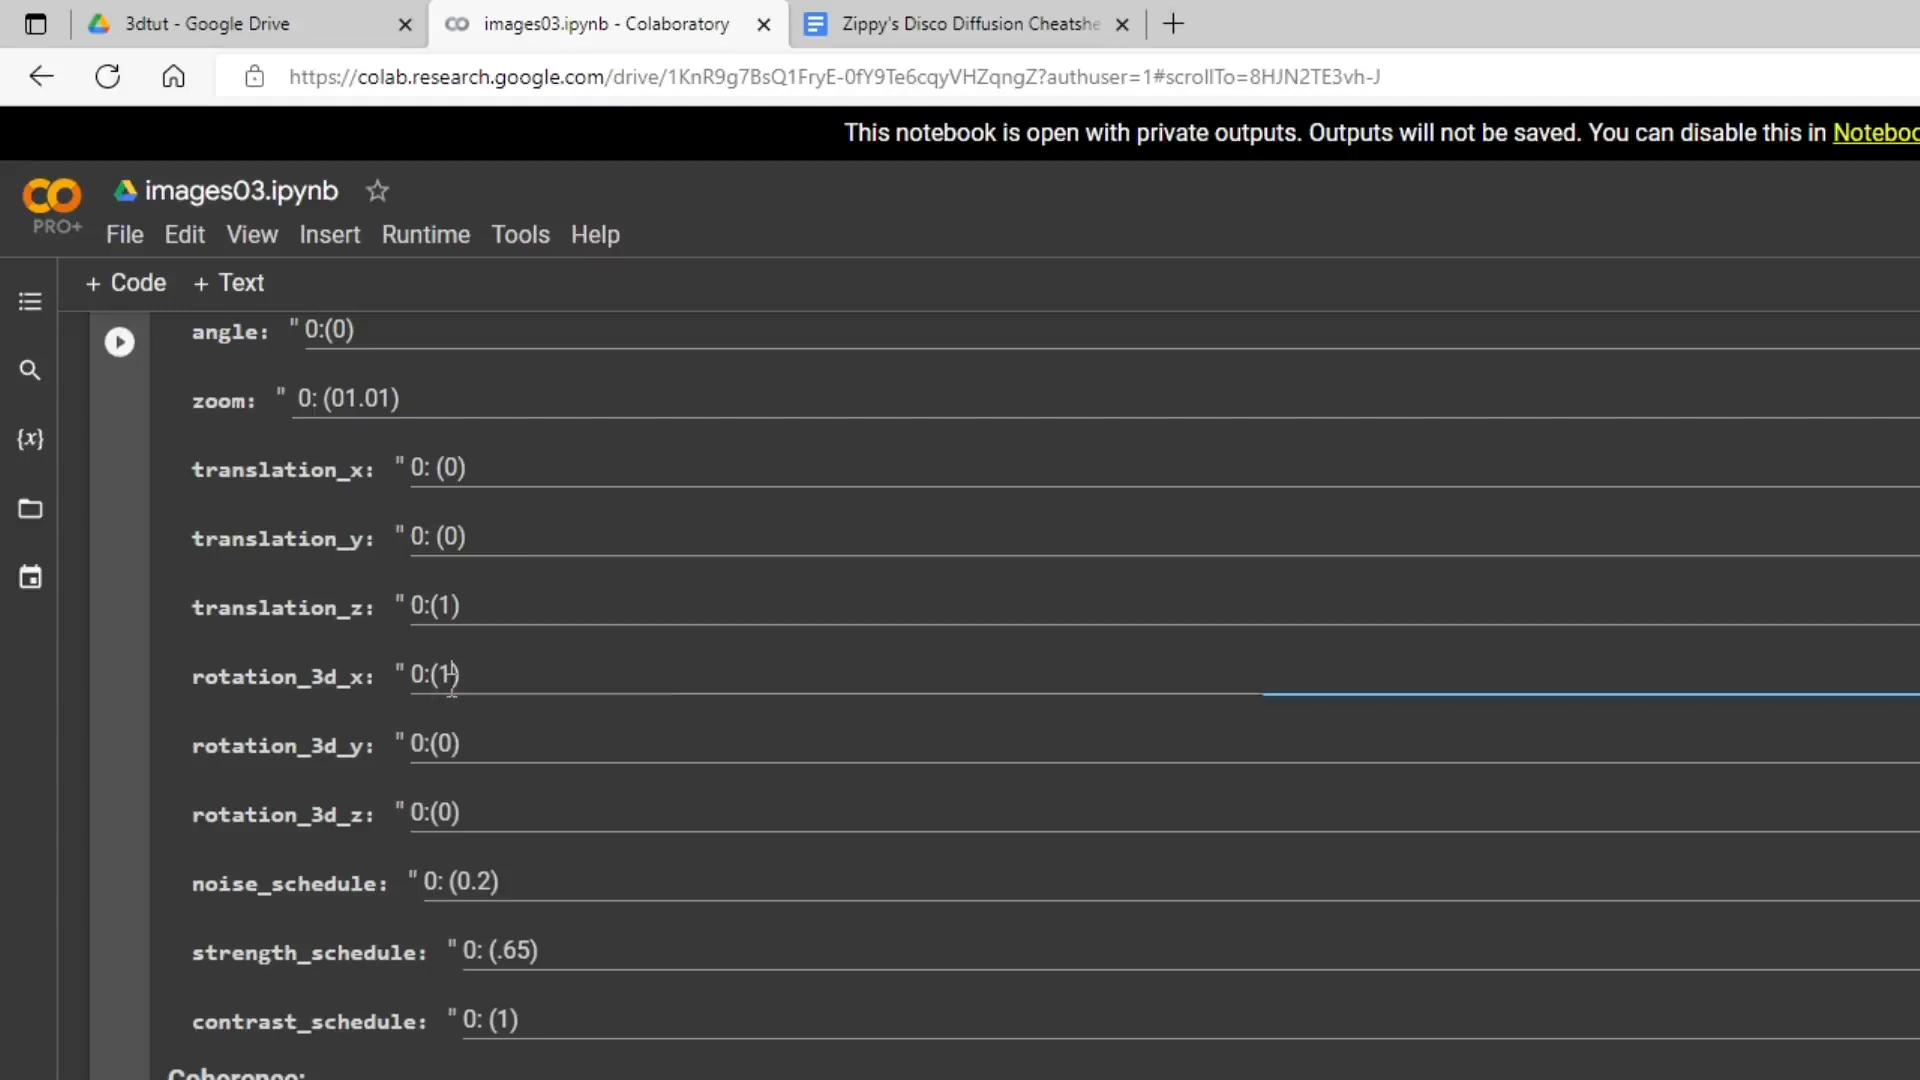 3dtut - Google Drive
images03.ipynb - Colaboratory
Zippy's Disco Diffusion Cheatshe
https://colab.research.google.com/drive/1KnR9g7BsQ1FryE-0fY9Te6cqyVHZqngZ?authuser=1#scrollTo=8HJN2TE3vh-J
This notebook is open with private outputs. Outputs will not be saved. You can disable this in Noteboo
PRO+
images03.ipynb
File Edit View Insert Runtime Tools Help
+ Code + Text
{x}
angle: " 0:(0)
zoom: " 0: (01.01)
translation_x: " 0: (0)
translation_y: " 0: (0)
translation_z: " 0:(1)
rotation_3d_x: " 0:(1)
rotation_3d_y: " 0:(0)
rotation_3d_z: " 0:(0)
noise_schedule: " 0: (0.2)
strength_schedule: " 0: (.65)
contrast_schedule: " 0: (1)
Coherence: